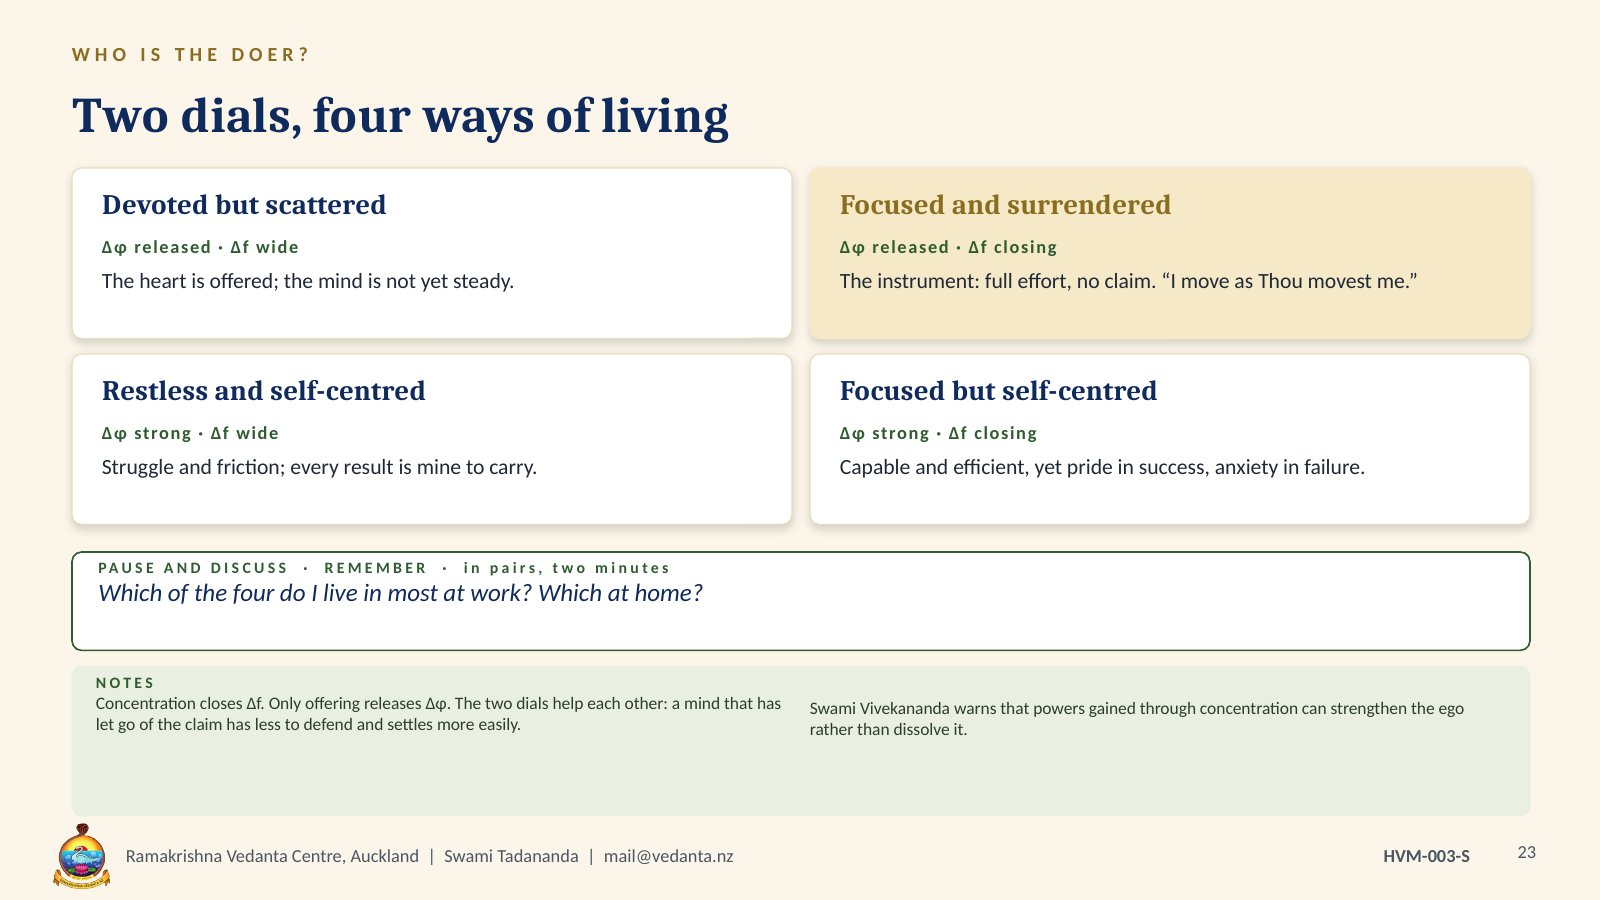 WHO IS THE DOER?
Two dials, four ways of living
Devoted but scattered
Δφ released · Δf wide
The heart is offered; the mind is not yet steady.
Focused and surrendered
Δφ released · Δf closing
The instrument: full effort, no claim. “I move as Thou movest me.”
Restless and self-centred
Δφ strong · Δf wide
Struggle and friction; every result is mine to carry.
Focused but self-centred
Δφ strong · Δf closing
Capable and efficient, yet pride in success, anxiety in failure.
PAUSE AND DISCUSS · REMEMBER · in pairs, two minutes
Which of the four do I live in most at work? Which at home?
NOTES
Concentration closes Δf. Only offering releases Δφ. The two dials help each other: a mind that has
let go of the claim has less to defend and settles more easily.
Swami Vivekananda warns that powers gained through concentration can strengthen the ego
rather than dissolve it.
Ramakrishna Vedanta Centre, Auckland | Swami Tadananda | mail@vedanta.nz
HVM-003-S
23